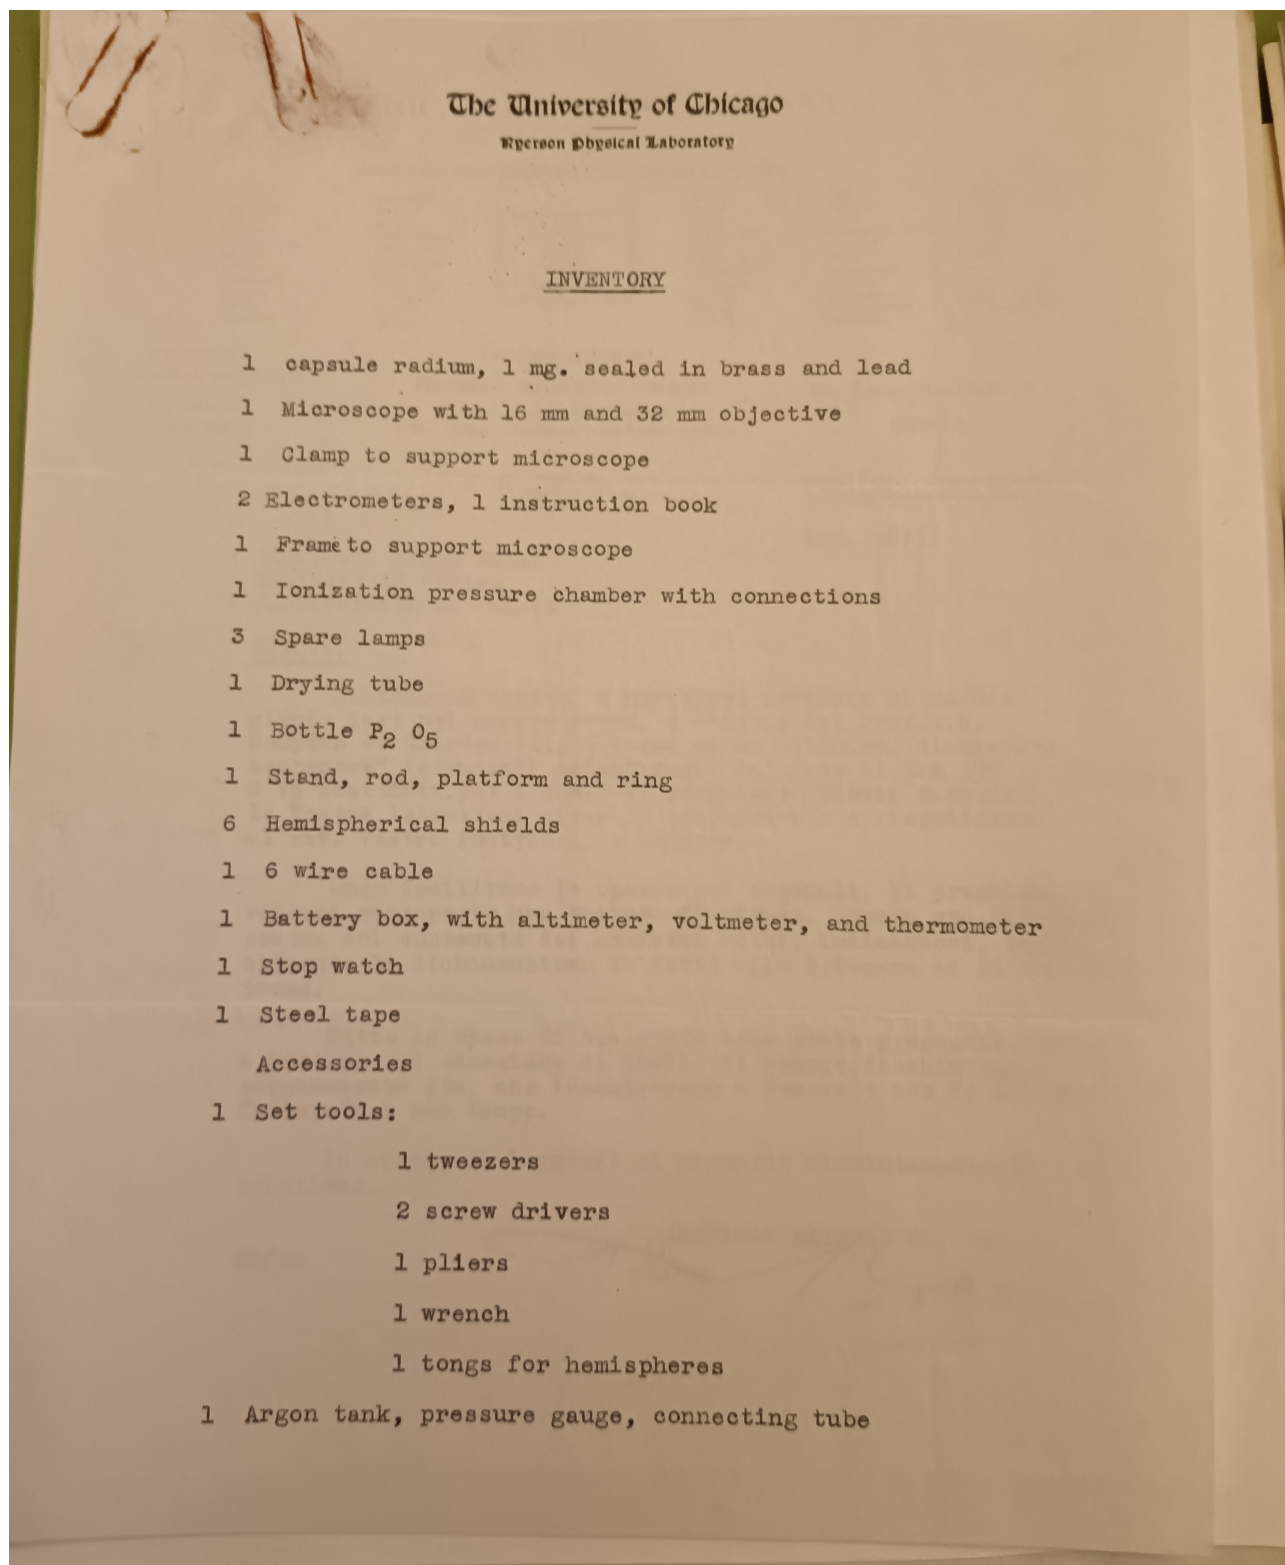 The University of Chicago
Ryerson Physical Laboratory
INVENTORY
1 capsule radium, 1 mg. sealed in brass and lead
1 Microscope with 16 mm and 32 mm objective
1 Clamp to support microscope
2 Electrometers, 1 instruction book
1 Frame to support microscope
1 Ionization pressure chamber with connections
3 Spare lamps
1 Drying tube
1 Bottle P2 O5
1 Stand, rod, platform and ring
6 Hemispherical shields
1 6 wire cable
1 Battery box, with altimeter, voltmeter, and thermometer
1 Stop watch
1 Steel tape
Accessories
1 Set tools:
1 tweezers
2 screw drivers
1 pliers
1 wrench
1 tongs for hemispheres
1 Argon tank, pressure gauge, connecting tube